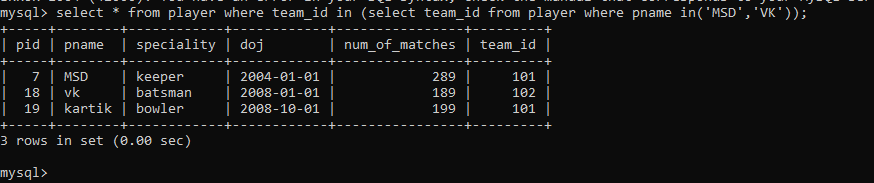 mysql> select * from player where team_id in (select team_id from player where pname in('MSD','VK'));
+-----+--------+------------+------------+----------------+---------+
| pid | pname  | speciality | doj        | num_of_matches | team_id |
+-----+--------+------------+------------+----------------+---------+
|   7 | MSD    | keeper     | 2004-01-01 |            289 |     101 |
|  18 | vk     | batsman    | 2008-01-01 |            189 |     102 |
|  19 | kartik | bowler     | 2008-10-01 |            199 |     101 |
+-----+--------+------------+------------+----------------+---------+
3 rows in set (0.00 sec)
mysql>